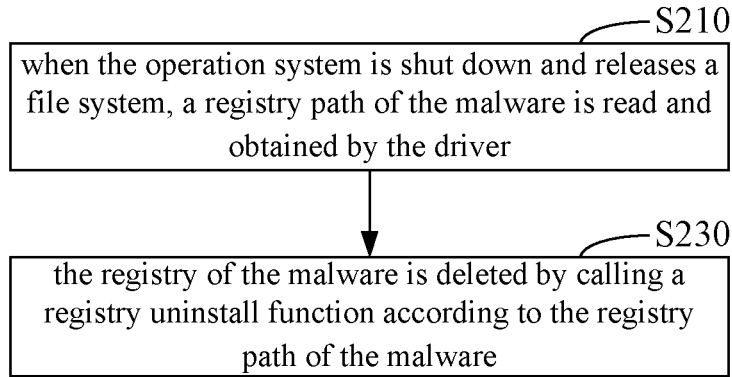 S210
when the operation system is shut down and releases a
file system, a registry path of the malware is read and
obtained by the driver
S230
the registry of the malware is deleted by calling a
registry uninstall function according to the registry
path of the malware